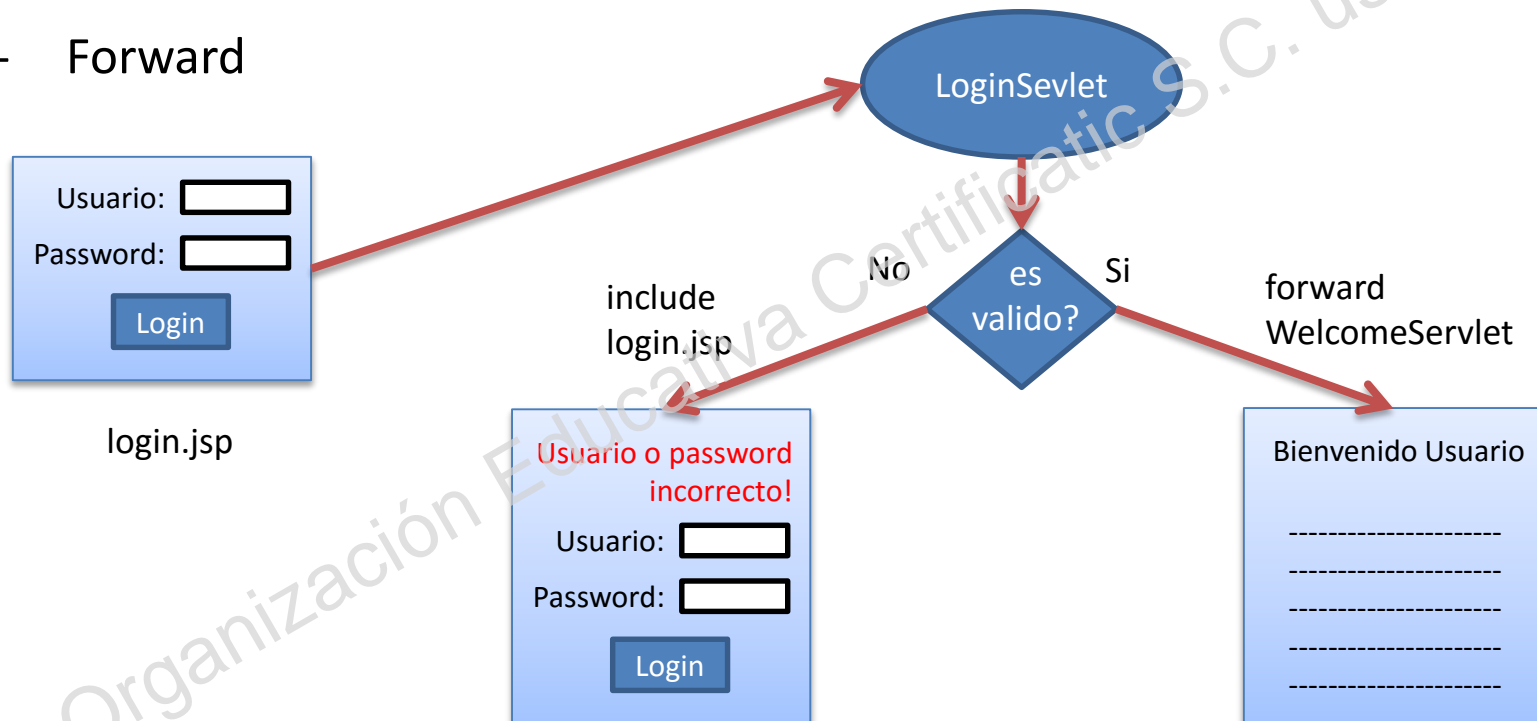 - Forward
LoginSevlet
Usuario:
Password:
Login
login.jsp
es
valido?
No
Si
include
login.jsp
forward
WelcomeServlet
Usuario o password
incorrecto!
Usuario:
Password:
Login
Bienvenido Usuario
----------------------
----------------------
----------------------
----------------------
----------------------
Organización Educativa Certificatic S.C.